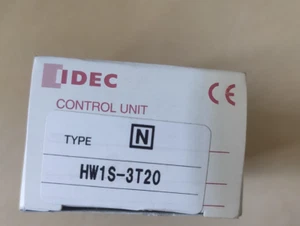 IDEC
CONTROL UNIT
CE
TYPE N
HW1S-3T20